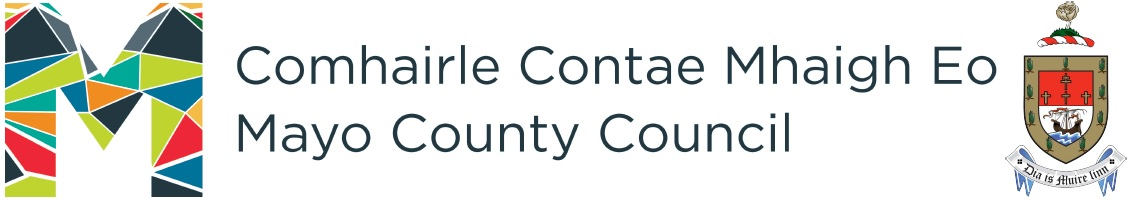 Comhairle Contae Mhaigh Eo
Mayo County Council
Dia is Muire linn